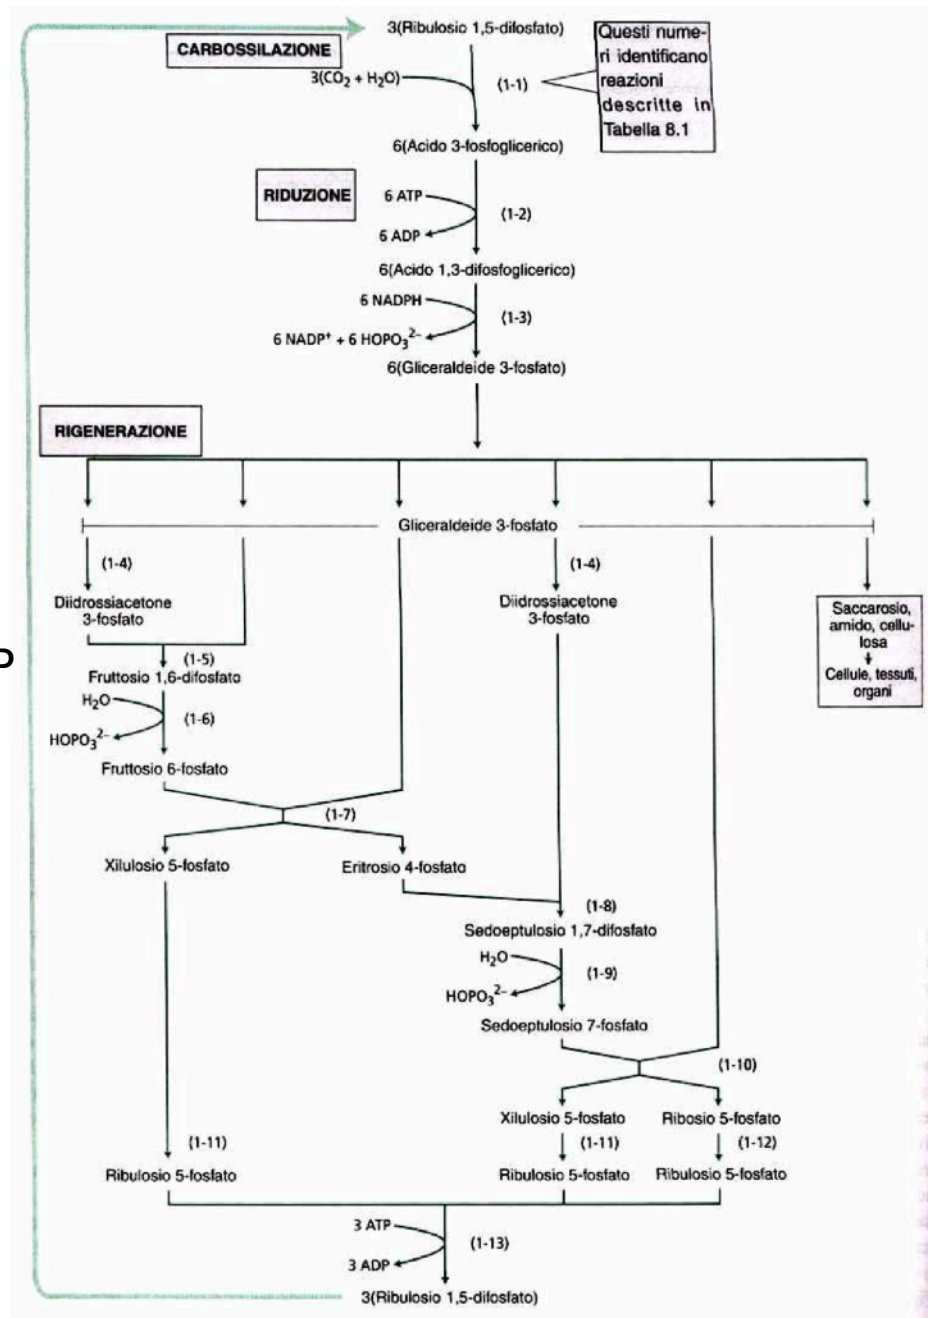 3(Ribulosio 1,5-difosfato)
CARBOSSILAZIONE
Questi nume-
ri identificano
reazioni
descritte in
Tabella 8.1
3(CO₂ + H₂O)
(1-1)
6(Acido 3-fosfoglicerico)
RIDUZIONE
6 ATP
(1-2)
6 ADP
6(Acido 1,3-difosfoglicerico)
6 NADPH
(1-3)
6 NADP⁺ + 6 HOPO₃²⁻
6(Gliceraldeide 3-fosfato)
RIGENERAZIONE
Gliceraldeide 3-fosfato
(1-4)
(1-4)
Diidrossiacetone
3-fosfato
Diidrossiacetone
3-fosfato
Saccarosio,
amido, cellu-
losa
Cellule, tessuti,
organi
(1-5)
Fruttosio 1,6-difosfato
H₂O
(1-6)
HOPO₃²⁻
Fruttosio 6-fosfato
(1-7)
Xilulosio 5-fosfato
Eritrosio 4-fosfato
(1-8)
Sedoeptulosio 1,7-difosfato
H₂O
(1-9)
HOPO₃²⁻
Sedoeptulosio 7-fosfato
(1-10)
Xilulosio 5-fosfato
Ribosio 5-fosfato
(1-11)
(1-11)
(1-12)
Ribulosio 5-fosfato
Ribulosio 5-fosfato
Ribulosio 5-fosfato
3 ATP
(1-13)
3 ADP
3(Ribulosio 1,5-difosfato)